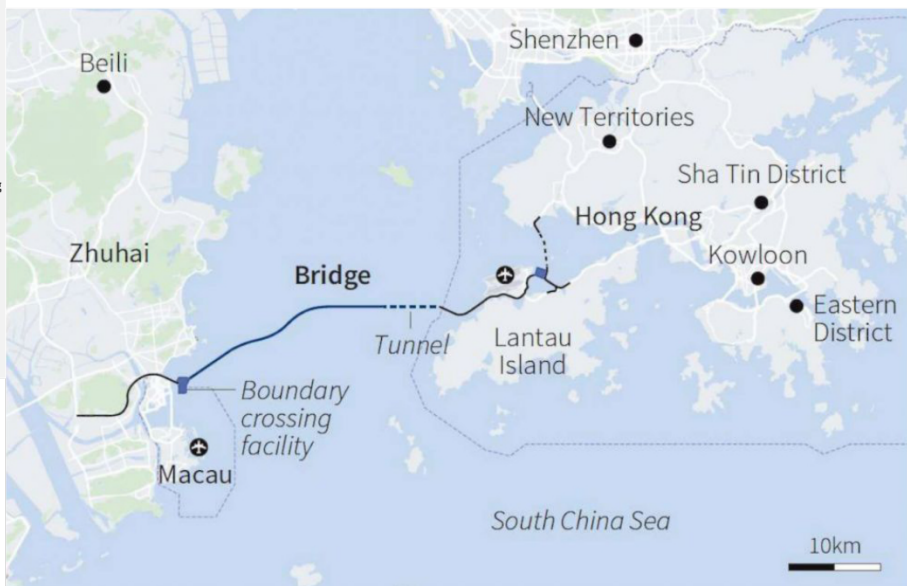 Shenzhen
Beili
New Territories
Sha Tin District
Hong Kong
Zhuhai
Kowloon
Bridge
Eastern
District
Tunnel
Lantau
Island
Boundary
crossing
facility
Macau
South China Sea
10km